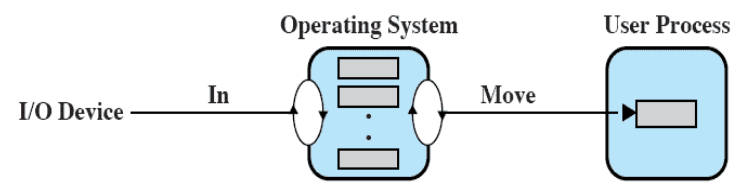 Operating System
User Process
I/O Device
In
Move